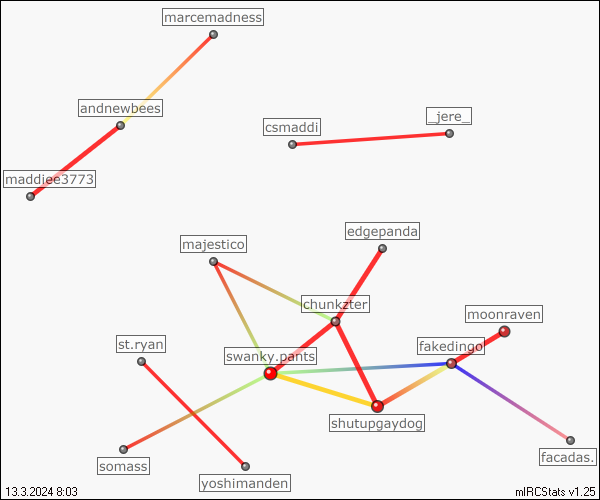 marcemadness
andnewbees
_jere_
csmaddi
maddiee3773
edgepanda
majestico
chunkzter
moonraven
st.ryan
fakedingo
swanky.pants
shutupgaydog
facadas.
somass
yoshimanden
13.3.2024 8:03
mIRCStats v1.25